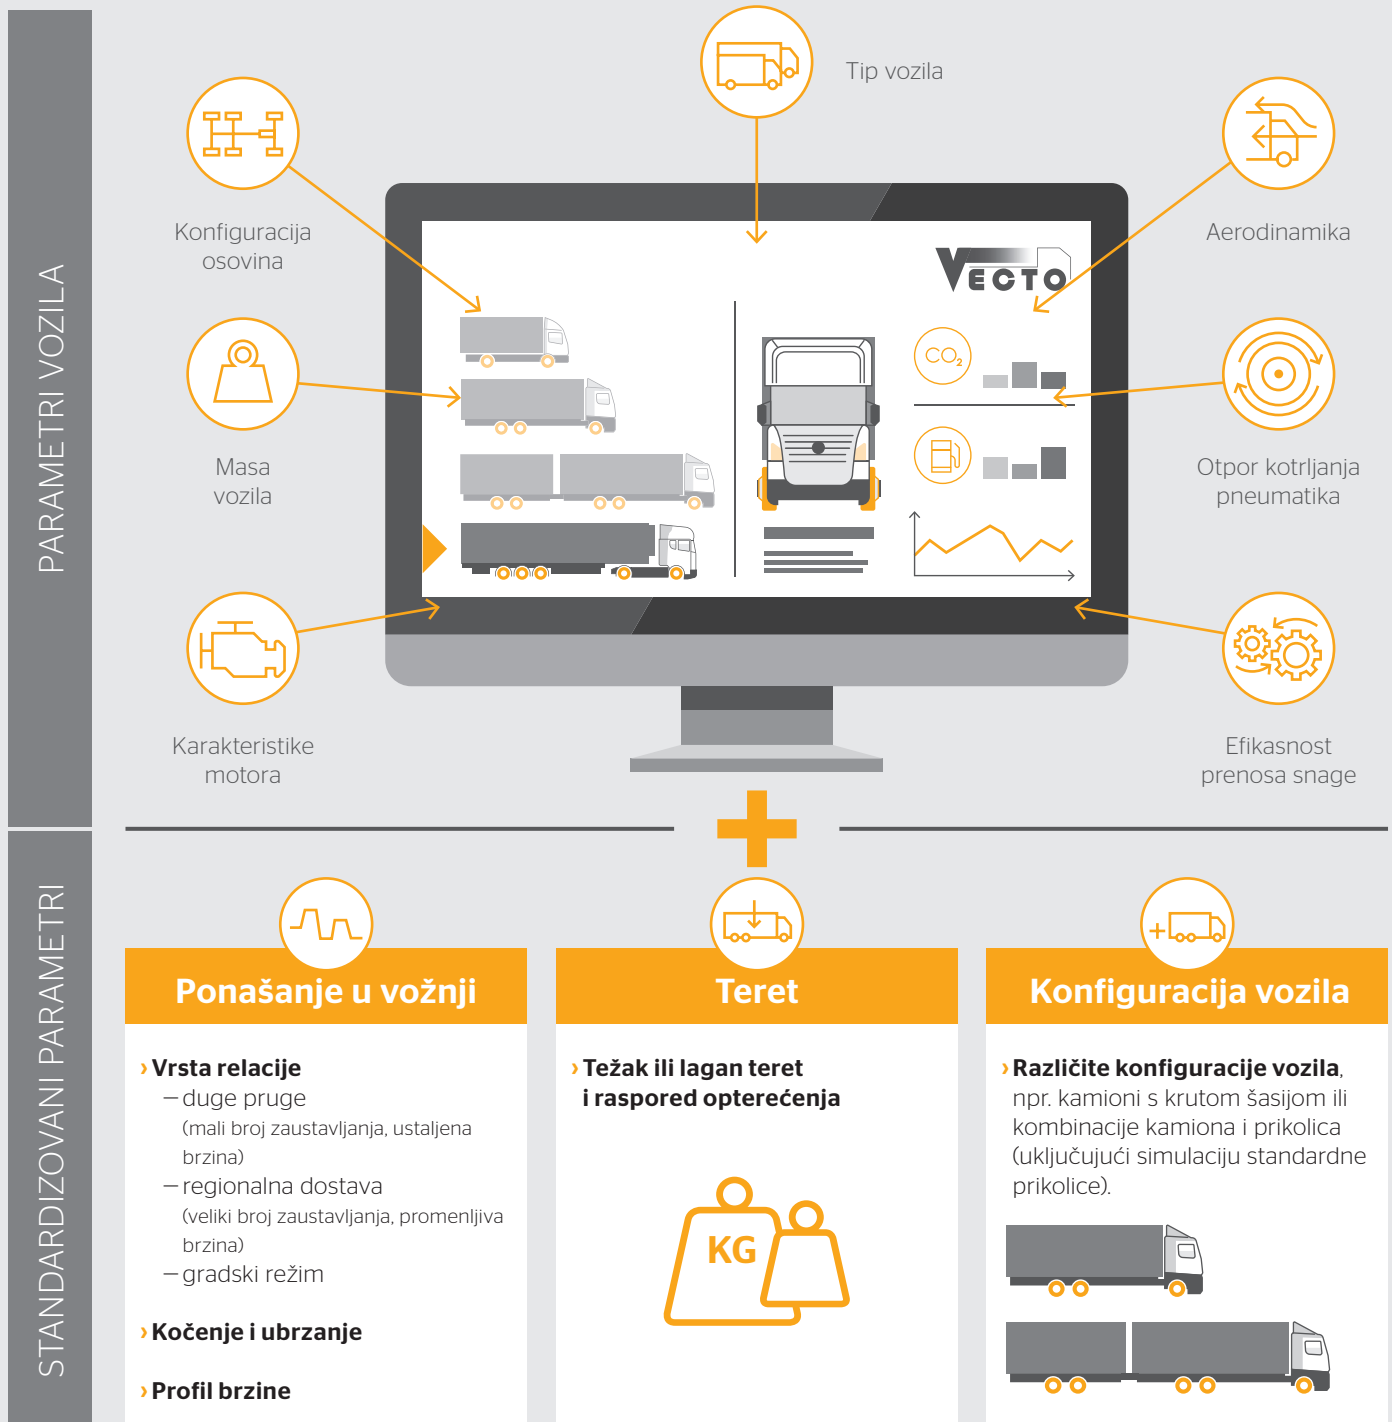 PARAMETRI VOZILA
Tip vozila
Konfiguracija
osovina
Aerodinamika
VECTO
CO₂
Masa
vozila
Otpor kotrljanja
pneumatika
Karakteristike
motora
Efikasnost
prenosa snage
STANDARDIZOVANI PARAMETRI
Ponašanje u vožnji
› Vrsta relacije
— duge pruge
(mali broj zaustavljanja, ustaljena
brzina)
— regionalna dostava
(veliki broj zaustavljanja, promenljiva
brzina)
— gradski režim
› Kočenje i ubrzanje
› Profil brzine
Teret
› Težak ili lagan teret
i raspored opterećenja
KG
Konfiguracija vozila
› Različite konfiguracije vozila,
npr. kamioni s krutom šasijom ili
kombinacije kamiona i prikolica
(uključujući simulaciju standardne
prikolice).